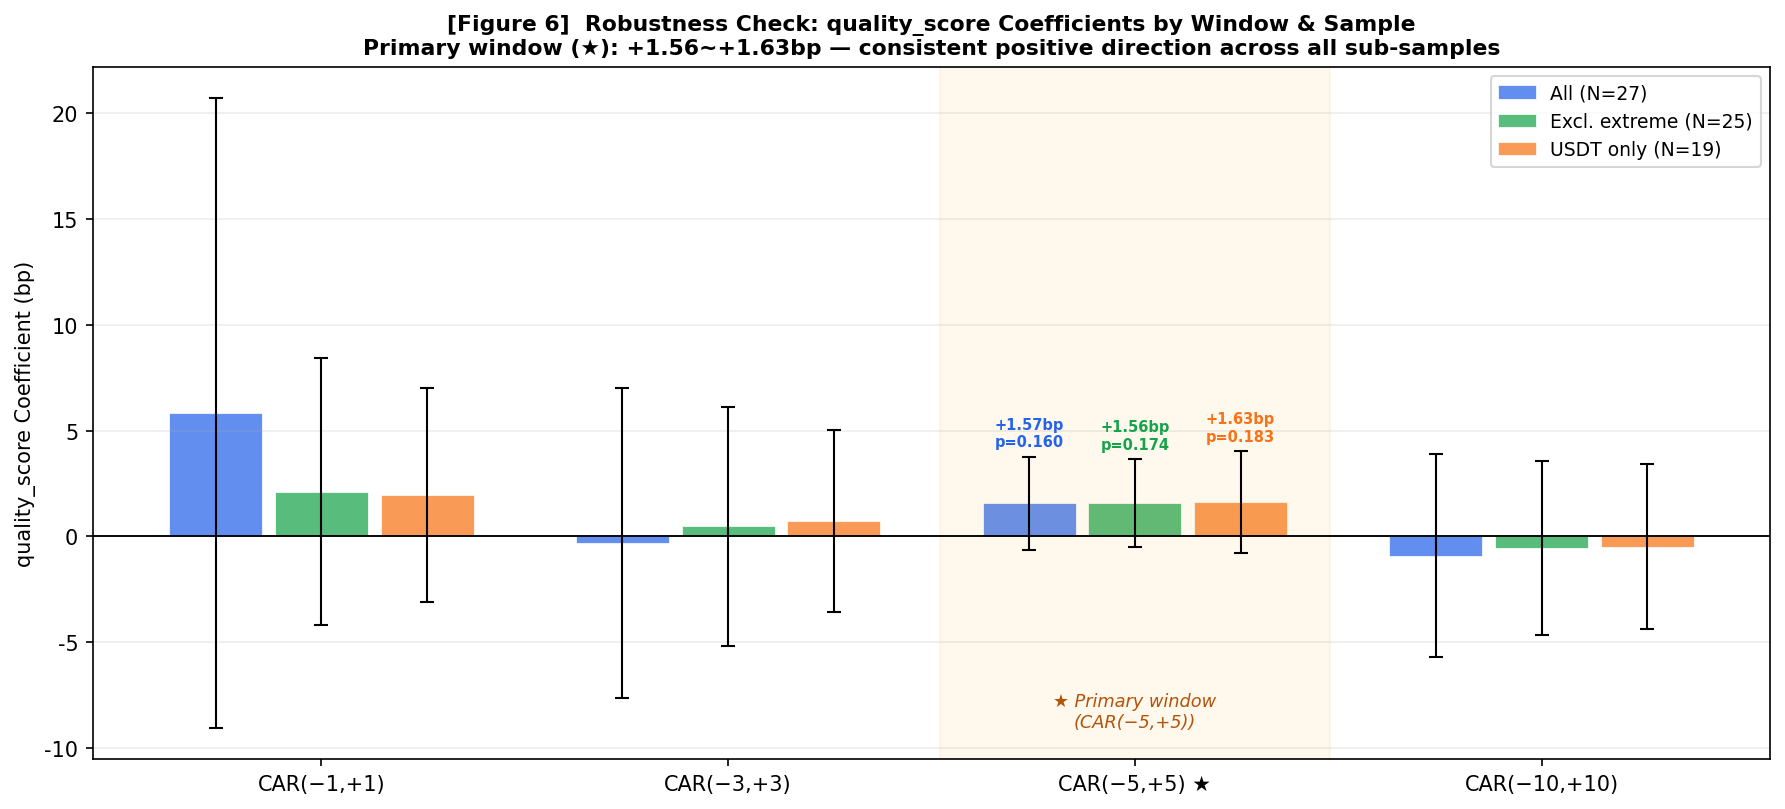 [Figure 6]  Robustness Check: quality_score Coefficients by Window & Sample
Primary window (★): +1.56~+1.63bp — consistent positive direction across all sub-samples
All (N=27)
Excl. extreme (N=25)
USDT only (N=19)
quality_score Coefficient (bp)
20
15
10
5
0
-5
-10
+1.57bp
p=0.160
+1.56bp
p=0.174
+1.63bp
p=0.183
★ Primary window
(CAR(−5,+5))
CAR(−1,+1)
CAR(−3,+3)
CAR(−5,+5) ★
CAR(−10,+10)